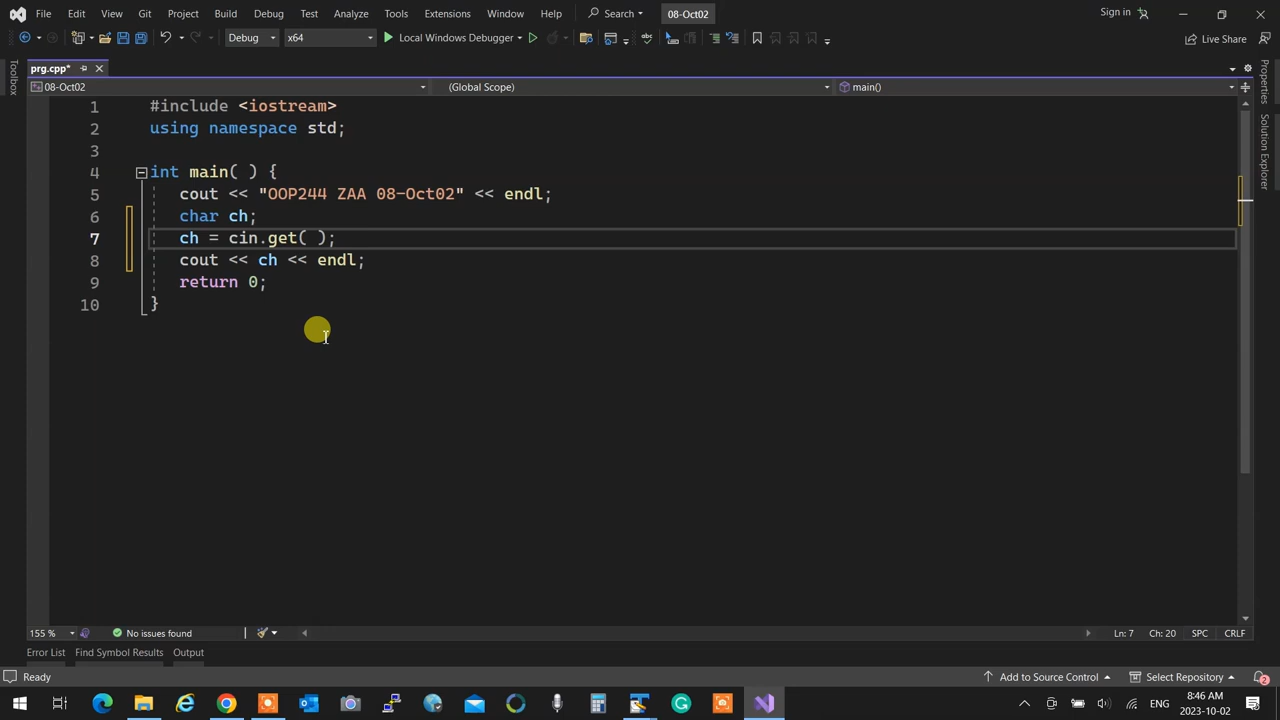 File Edit View Git Project Build Debug Test Analyze Tools Extensions Window Help Search 08-Oct02 Sign in
Debug x64 Local Windows Debugger Live Share
prg.cpp*
08-Oct02 (Global Scope) main()
1 #include <iostream>
2 using namespace std;
3
4 int main( ) {
5 cout << "OOP244 ZAA 08-Oct02" << endl;
6 char ch;
7 ch = cin.get( );
8 cout << ch << endl;
9 return 0;
10 }
Toolbox
Properties
Solution Explorer
155 % No issues found Ln: 7 Ch: 20 SPC CRLF
Error List Find Symbol Results Output
Ready Add to Source Control Select Repository 2
ENG 8:46 AM
2023-10-02